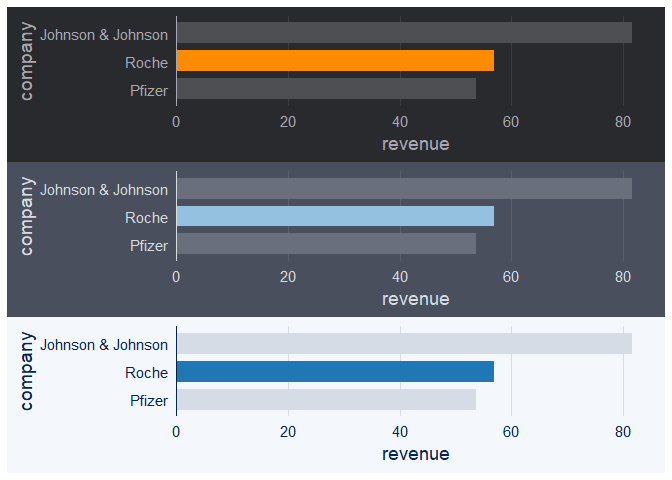 company
Johnson & Johnson
Roche
Pfizer
0 20 40 60 80
revenue
company
Johnson & Johnson
Roche
Pfizer
0 20 40 60 80
revenue
company
Johnson & Johnson
Roche
Pfizer
0 20 40 60 80
revenue